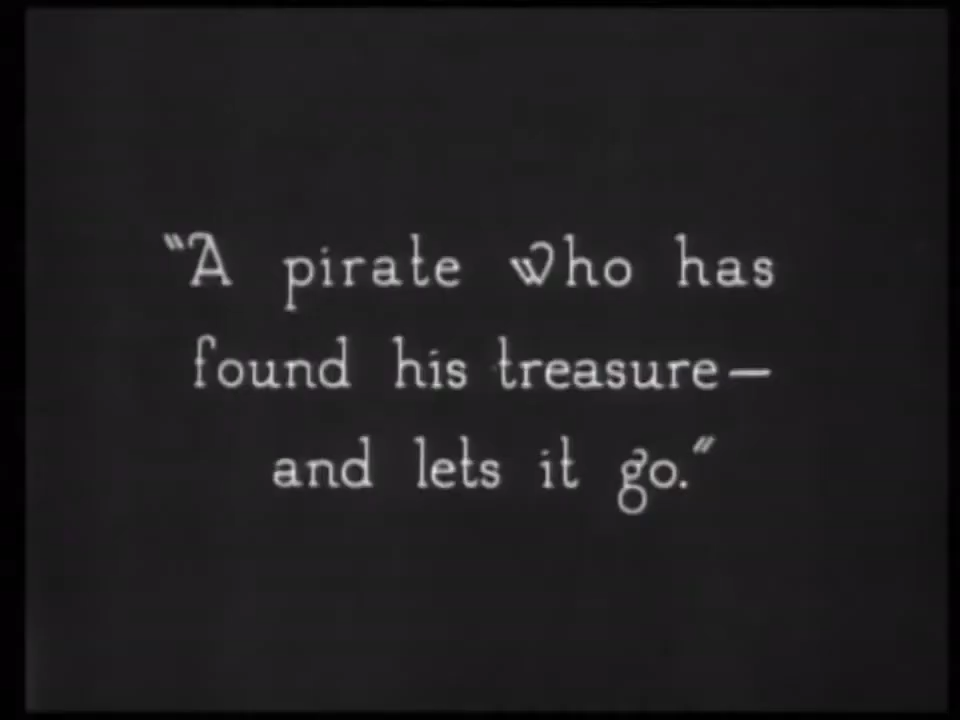 "A pirate who has
found his treasure—
and lets it go."